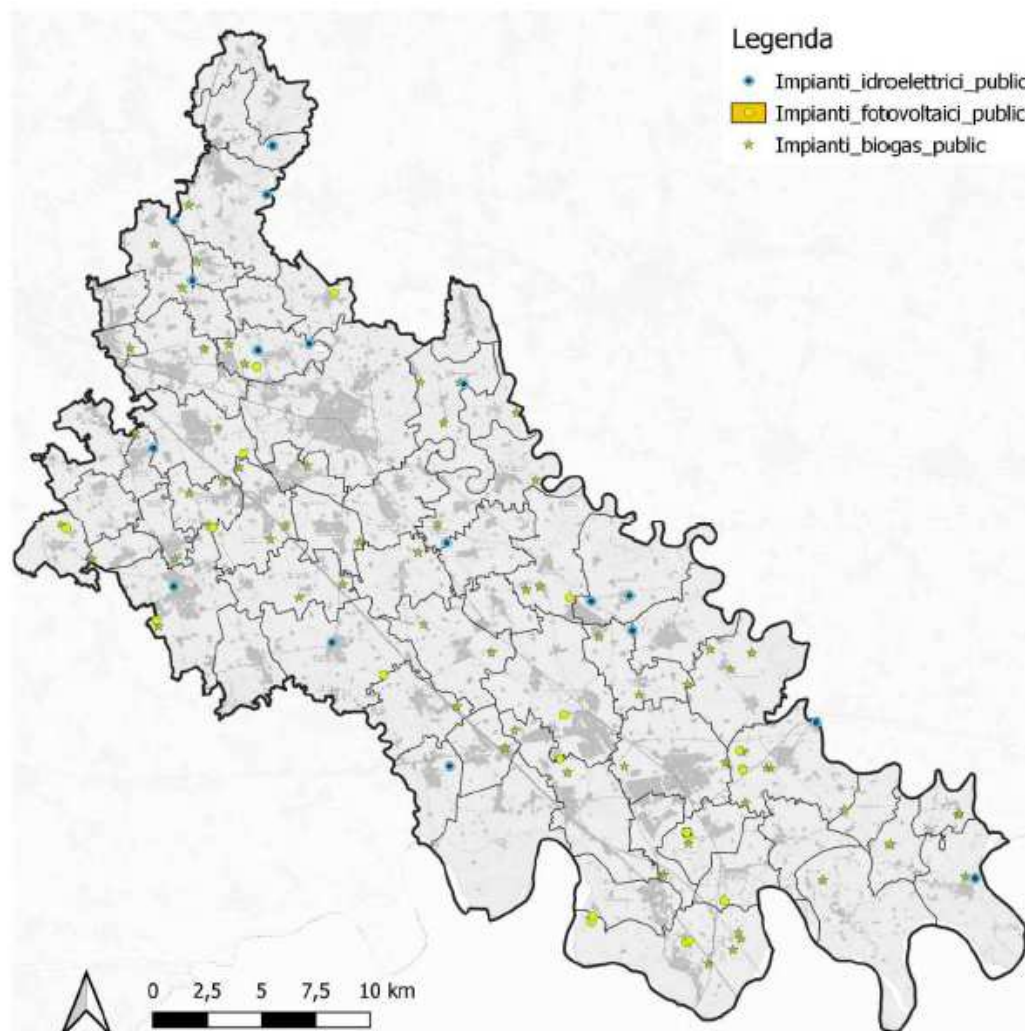 Legenda
Impianti_idroelettrici_public
Impianti_fotovoltaici_public
Impianti_biogas_public
0 2,5 5 7,5 10 km